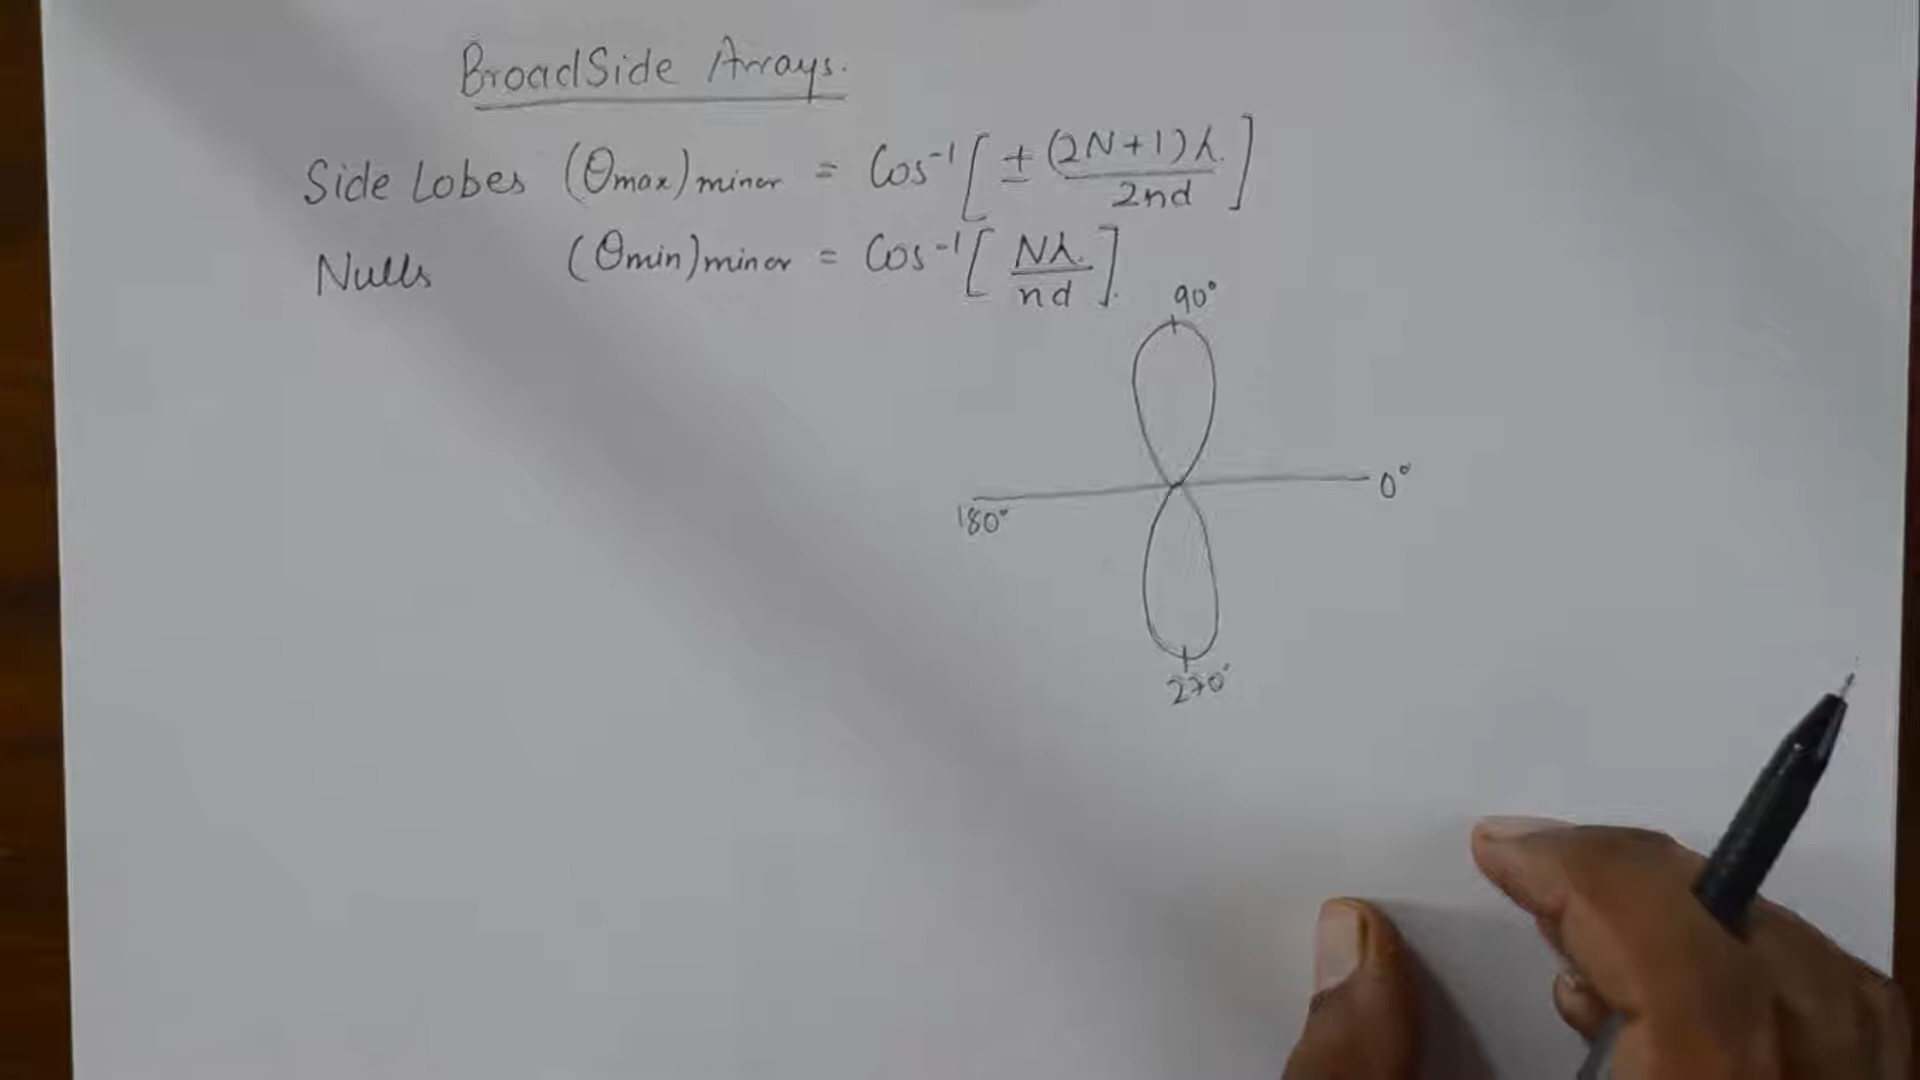 BroadSide Arrays.
Side Lobes (θmax)minor = Cos⁻¹[± (2N+1)λ / 2nd]
Nulls (θmin)minor = Cos⁻¹[Nλ / nd].
90°
0°
180°
270°